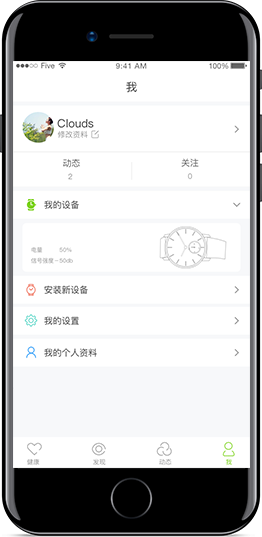 ●●●○○ Five 9:41 AM 100%
我
Clouds
修改资料
动态 关注
2 0
我的设备
电量 50%
信号强度 -50db
安装新设备
我的设置
我的个人资料
健康 发现 动态 我